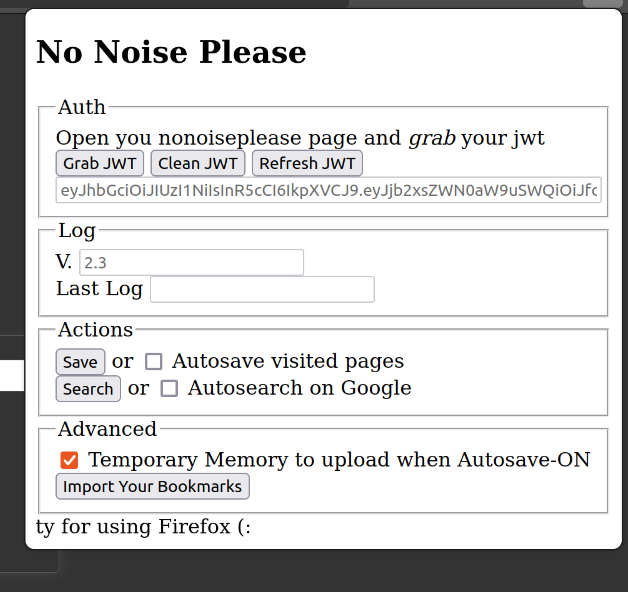 No Noise Please
Auth
Open you nonoiseplease page and grab your jwt
Grab JWT Clean JWT Refresh JWT
eyJhbGciOiJIUzI1NiIsInR5cCI6IkpXVCJ9.eyJjb2xsZWN0aW9uSWQiOiJfc
Log
V. 2.3
Last Log
Actions
Save or Autosave visited pages
Search or Autosearch on Google
Advanced
Temporary Memory to upload when Autosave-ON
Import Your Bookmarks
ty for using Firefox (: